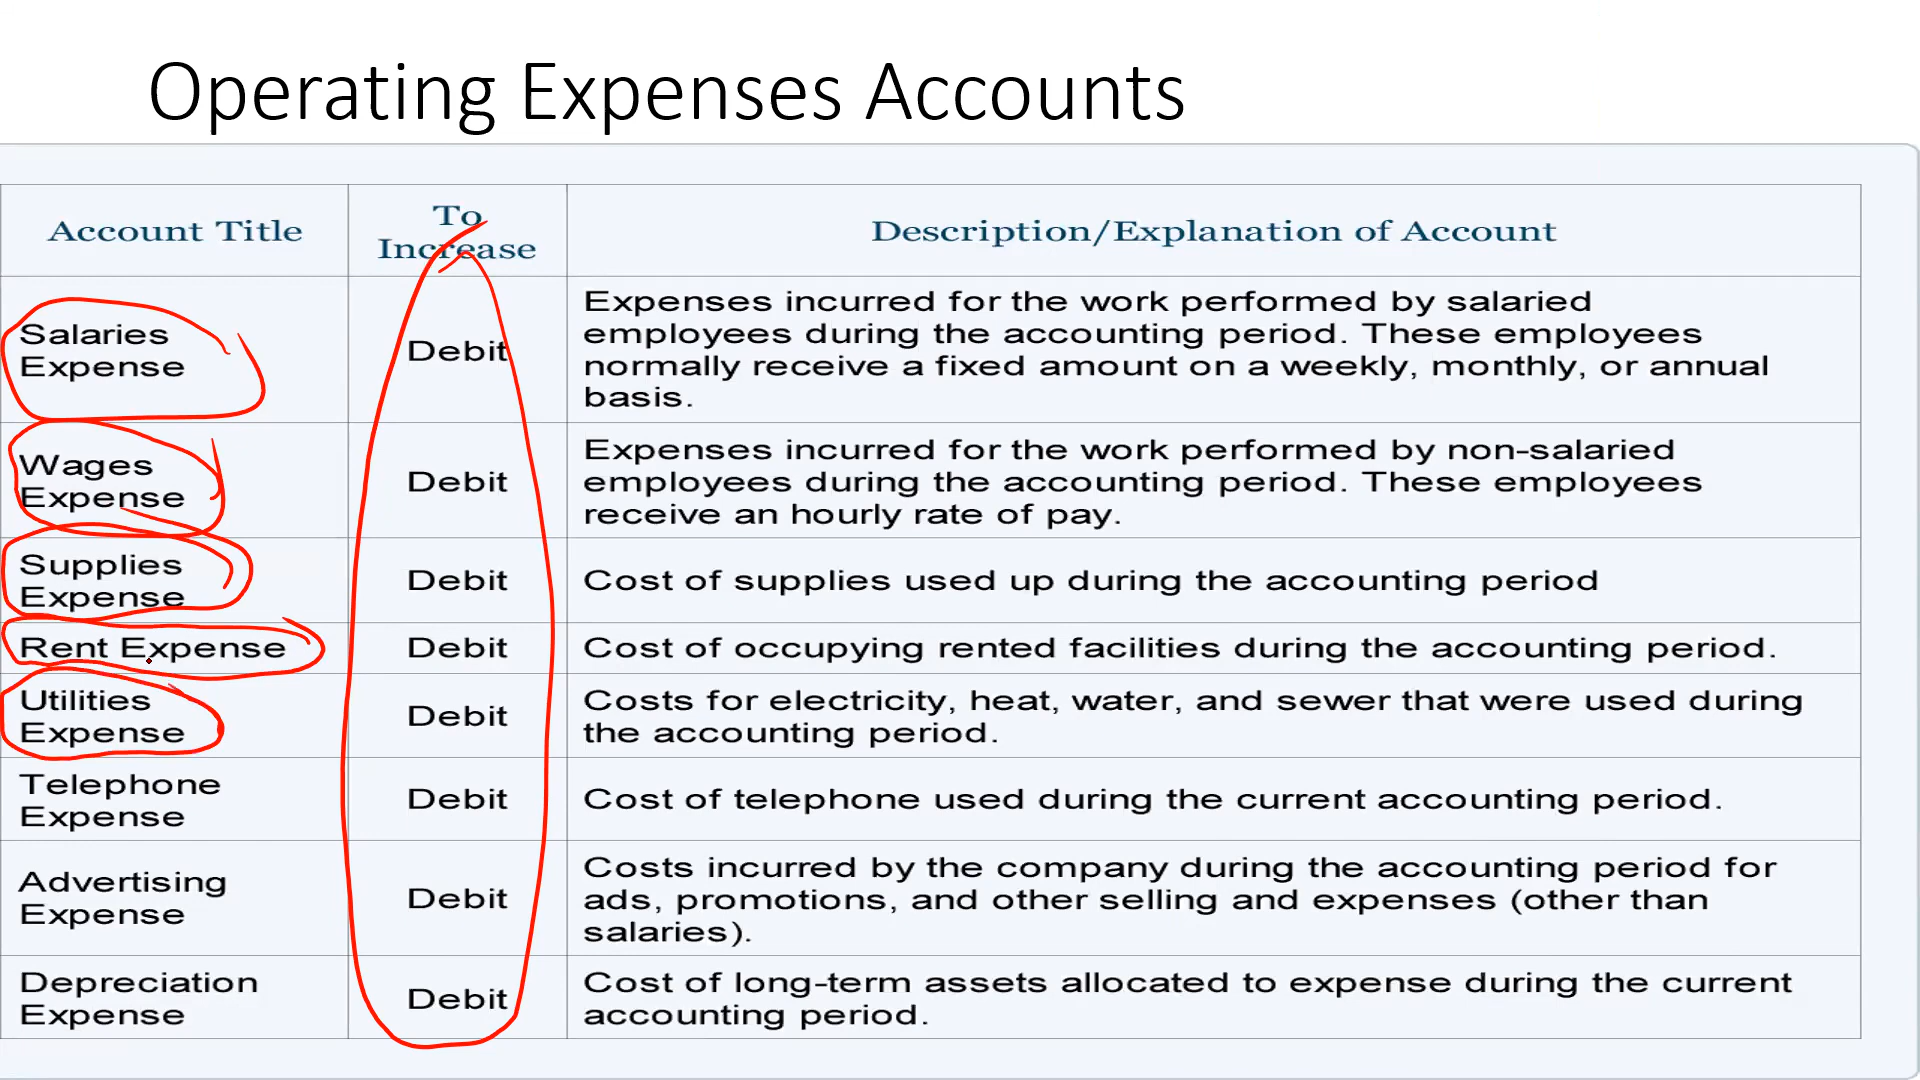 Operating Expenses Accounts
Account Title
To
Increase
Description/Explanation of Account
Salaries
Expense
Debit
Expenses incurred for the work performed by salaried
employees during the accounting period. These employees
normally receive a fixed amount on a weekly, monthly, or annual
basis.
Wages
Expense
Debit
Expenses incurred for the work performed by non-salaried
employees during the accounting period. These employees
receive an hourly rate of pay.
Supplies
Expense
Debit
Cost of supplies used up during the accounting period
Rent Expense
Debit
Cost of occupying rented facilities during the accounting period.
Utilities
Expense
Debit
Costs for electricity, heat, water, and sewer that were used during
the accounting period.
Telephone
Expense
Debit
Cost of telephone used during the current accounting period.
Advertising
Expense
Debit
Costs incurred by the company during the accounting period for
ads, promotions, and other selling and expenses (other than
salaries).
Depreciation
Expense
Debit
Cost of long-term assets allocated to expense during the current
accounting period.